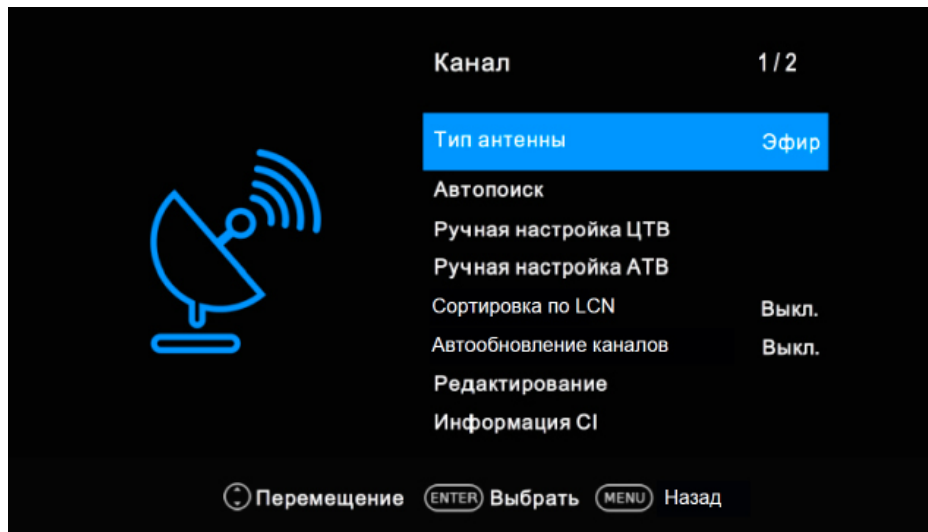 Канал 1/2
Тип антенны Эфир
Автопоиск
Ручная настройка ЦТВ
Ручная настройка АТВ
Сортировка по LCN Выкл.
Автообновление каналов Выкл.
Редактирование
Информация CI
Перемещение ENTER Выбрать MENU Назад